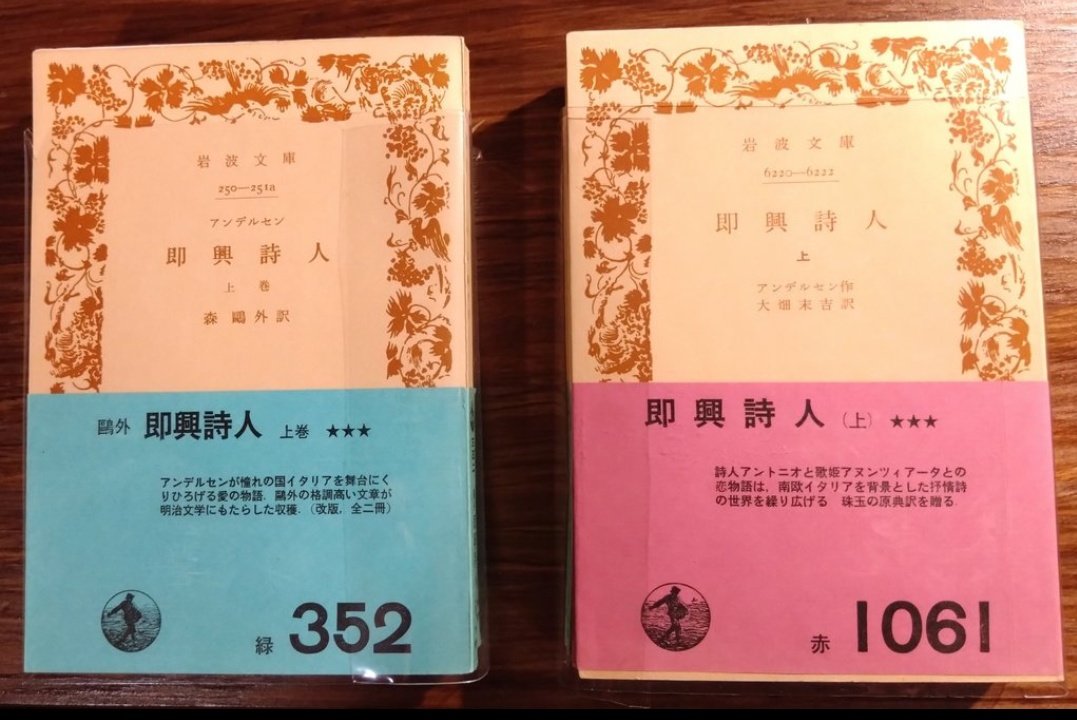 岩波文庫
250—251a
アンデルセン
即興詩人
上巻
森鷗外訳
鷗外 即興詩人 上巻 ★★★
アンデルセンが憧れの国イタリアを舞台にく
りひろげる愛の物語．鷗外の格調高い文章が
明治文学にもたらした収穫．（改版，全二冊）
緑 352
岩波文庫
6220—6222
即興詩人
上
アンデルセン作
大畑末吉訳
即興詩人（上）★★★
詩人アントニオと歌姫アヌンツィアータとの
恋物語は，南欧イタリアを背景とした抒情詩
の世界を繰り広げる 珠玉の原典訳を贈る．
赤 1061